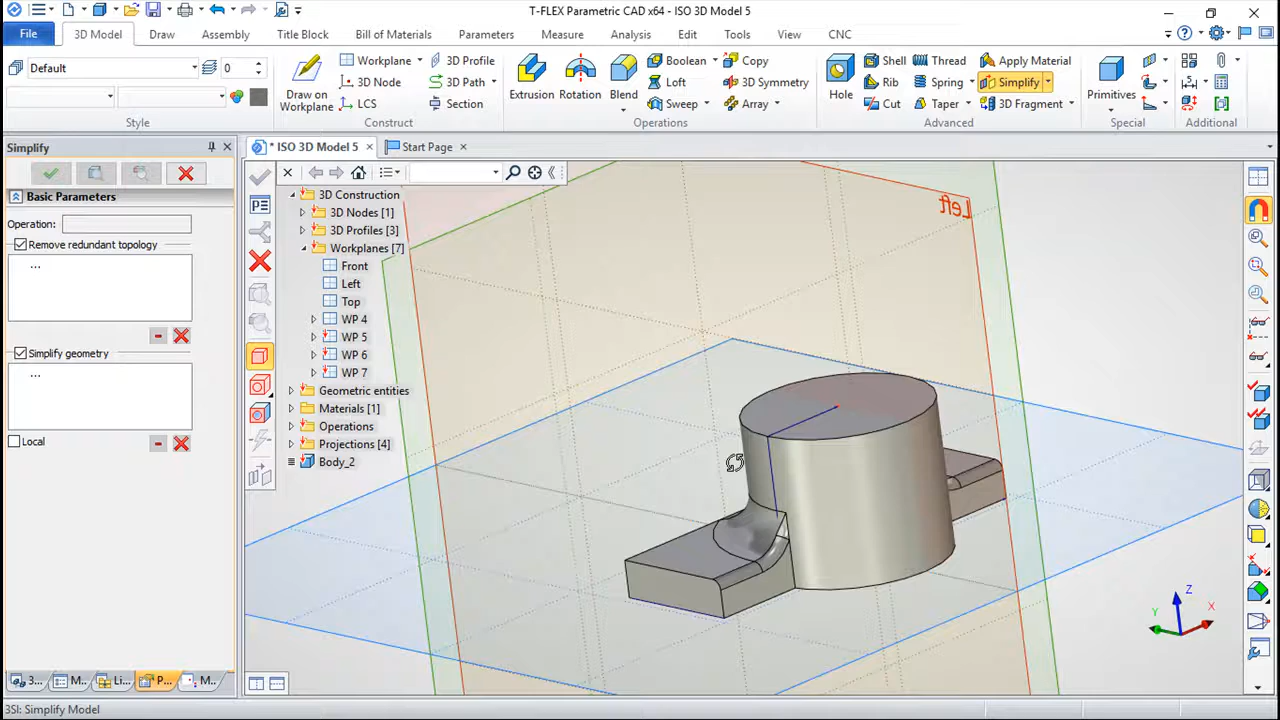 T-FLEX Parametric CAD x64 - ISO 3D Model 5
File
3D Model
Draw
Assembly
Title Block
Bill of Materials
Parameters
Measure
Analysis
Edit
Tools
View
CNC
Default
0
Style
Draw on
Workplane
Workplane
3D Node
LCS
3D Profile
3D Path
Section
Construct
Extrusion
Rotation
Blend
Boolean
Loft
Sweep
Copy
3D Symmetry
Array
Operations
Hole
Shell
Rib
Cut
Thread
Spring
Taper
Apply Material
Simplify
3D Fragment
Advanced
Primitives
Special
Additional
Simplify
* ISO 3D Model 5
Start Page
Basic Parameters
Operation:
Remove redundant topology
...
Simplify geometry
...
Local
3D Construction
3D Nodes [1]
3D Profiles [3]
Workplanes [7]
Front
Left
Top
WP 4
WP 5
WP 6
WP 7
Geometric entities
Materials [1]
Operations
Projections [4]
Body_2
Left
Z
Y
X
3...
M...
Li...
P...
M...
3SI: Simplify Model